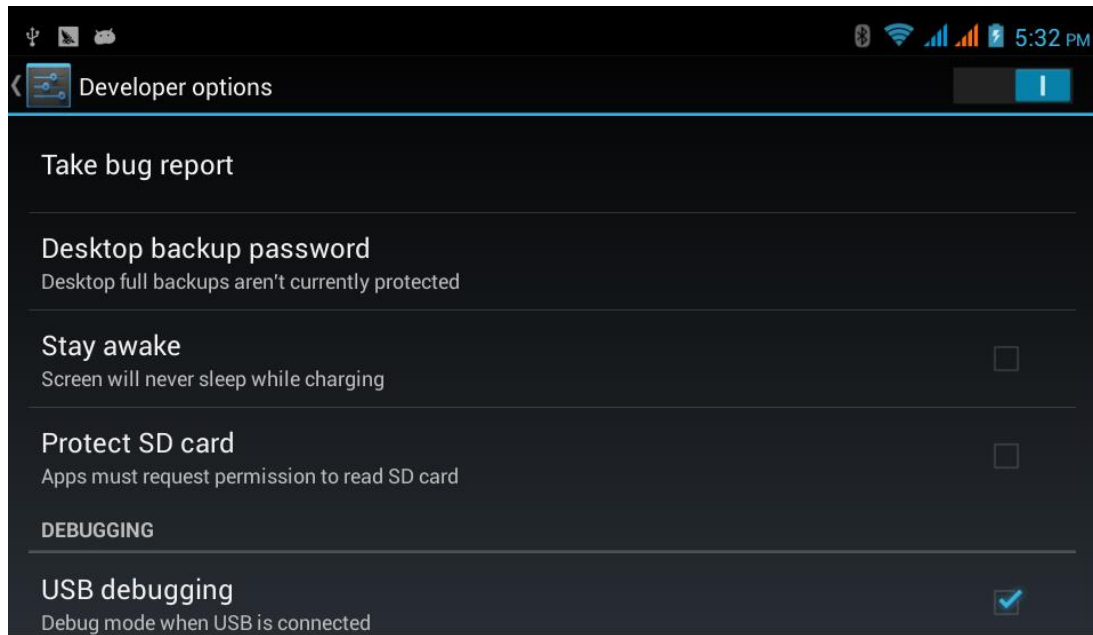 5:32 PM
Developer options
Take bug report
Desktop backup password
Desktop full backups aren't currently protected
Stay awake
Screen will never sleep while charging
Protect SD card
Apps must request permission to read SD card
DEBUGGING
USB debugging
Debug mode when USB is connected